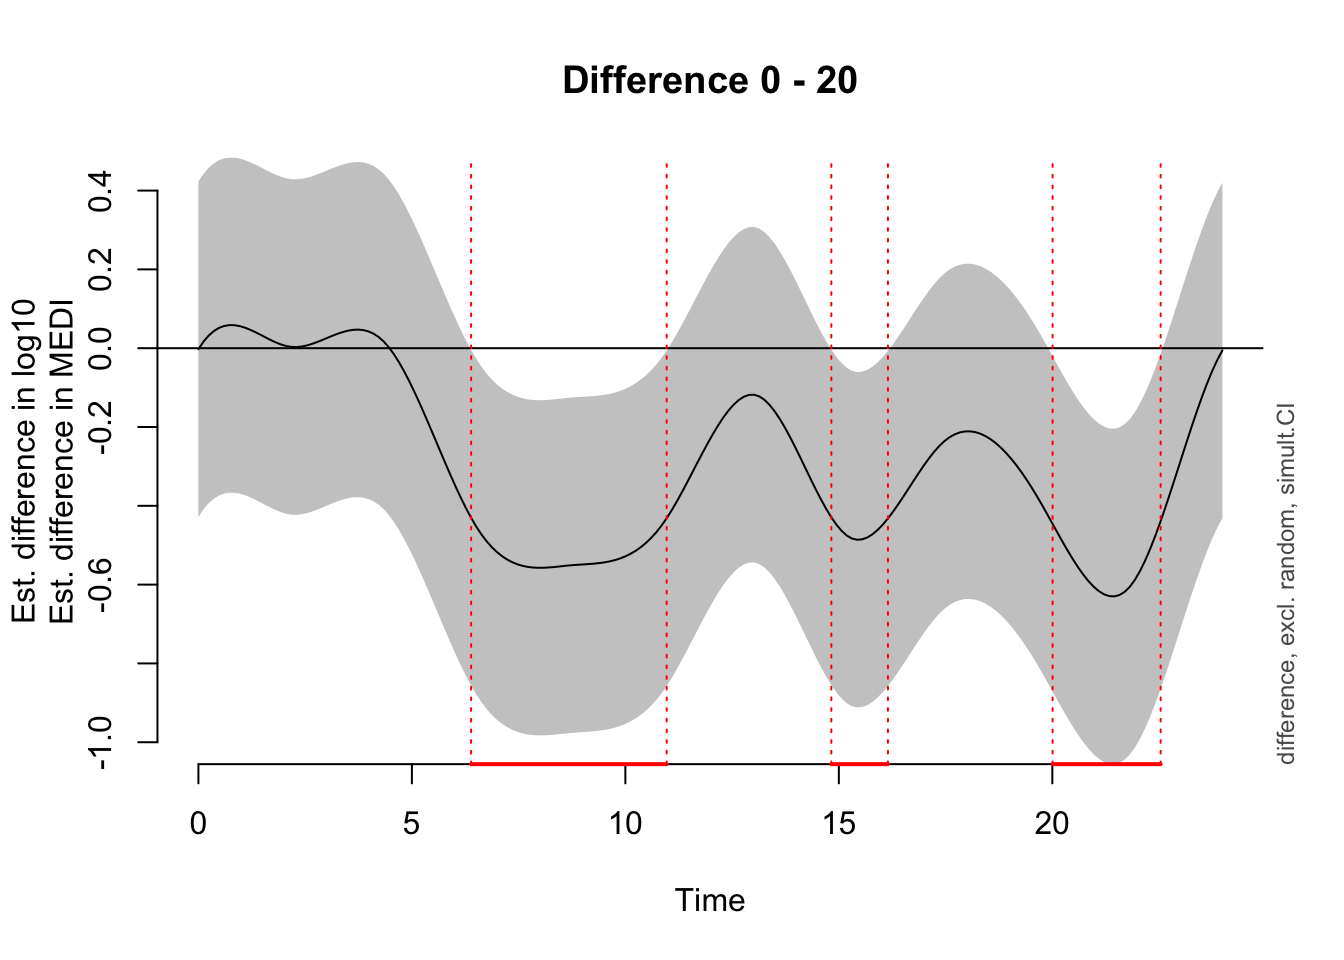 Difference 0 - 20
Est. difference in log10
Est. difference in MEDI
0.4
0.2
0.0
-0.2
-0.6
-1.0
0
5
10
15
20
Time
difference, excl. random, simult.CI